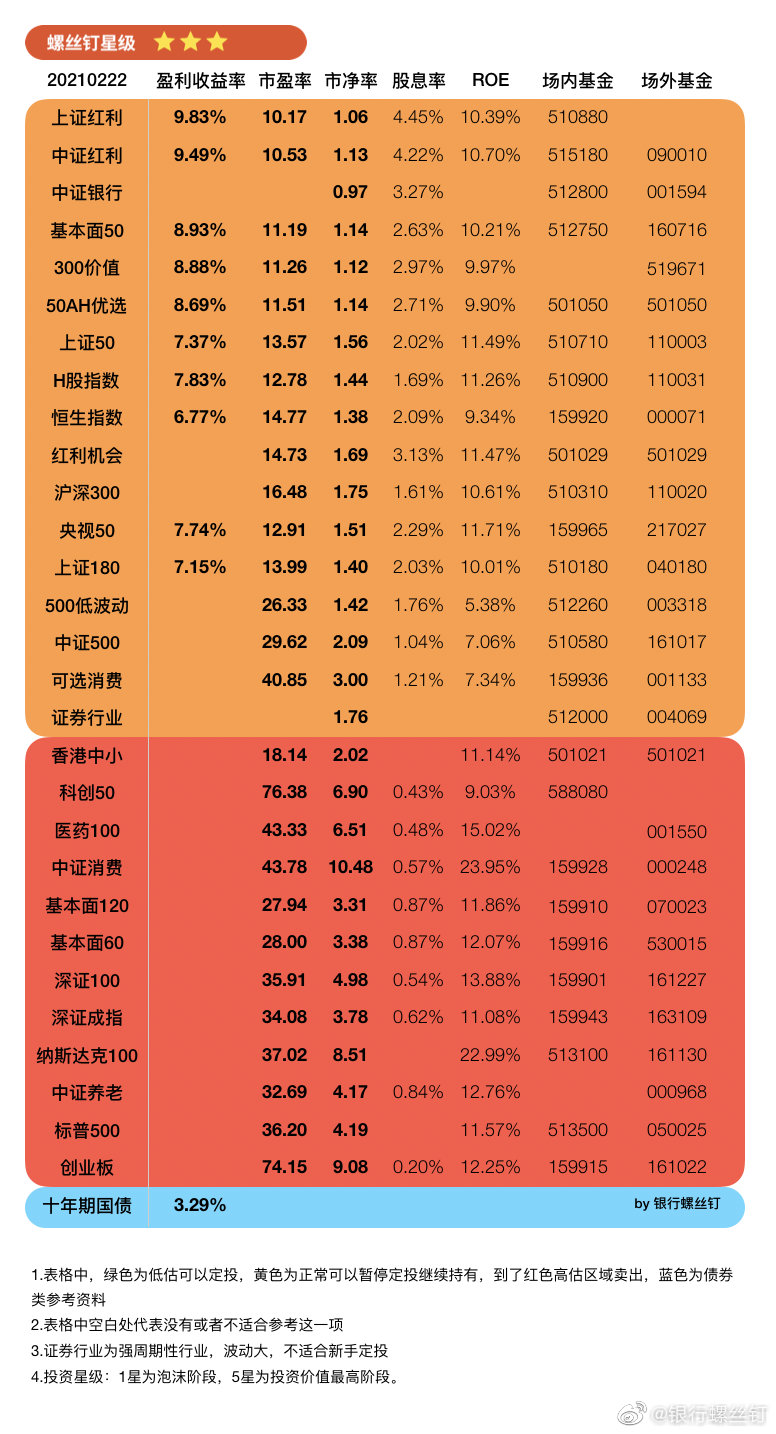 螺丝钉星级
20210222 盈利收益率 市盈率 市净率 股息率 ROE 场内基金 场外基金
上证红利 9.83% 10.17 1.06 4.45% 10.39% 510880
中证红利 9.49% 10.53 1.13 4.22% 10.70% 515180 090010
中证银行 0.97 3.27% 512800 001594
基本面50 8.93% 11.19 1.14 2.63% 10.21% 512750 160716
300价值 8.88% 11.26 1.12 2.97% 9.97% 519671
50AH优选 8.69% 11.51 1.14 2.71% 9.90% 501050 501050
上证50 7.37% 13.57 1.56 2.02% 11.49% 510710 110003
H股指数 7.83% 12.78 1.44 1.69% 11.26% 510900 110031
恒生指数 6.77% 14.77 1.38 2.09% 9.34% 159920 000071
红利机会 14.73 1.69 3.13% 11.47% 501029 501029
沪深300 16.48 1.75 1.61% 10.61% 510310 110020
央视50 7.74% 12.91 1.51 2.29% 11.71% 159965 217027
上证180 7.15% 13.99 1.40 2.03% 10.01% 510180 040180
500低波动 26.33 1.42 1.76% 5.38% 512260 003318
中证500 29.62 2.09 1.04% 7.06% 510580 161017
可选消费 40.85 3.00 1.21% 7.34% 159936 001133
证券行业 1.76 512000 004069
香港中小 18.14 2.02 11.14% 501021 501021
科创50 76.38 6.90 0.43% 9.03% 588080
医药100 43.33 6.51 0.48% 15.02% 001550
中证消费 43.78 10.48 0.57% 23.95% 159928 000248
基本面120 27.94 3.31 0.87% 11.86% 159910 070023
基本面60 28.00 3.38 0.87% 12.07% 159916 530015
深证100 35.91 4.98 0.54% 13.88% 159901 161227
深证成指 34.08 3.78 0.62% 11.08% 159943 163109
纳斯达克100 37.02 8.51 22.99% 513100 161130
中证养老 32.69 4.17 0.84% 12.76% 000968
标普500 36.20 4.19 11.57% 513500 050025
创业板 74.15 9.08 0.20% 12.25% 159915 161022
十年期国债 3.29% by 银行螺丝钉
1.表格中，绿色为低估可以定投，黄色为正常可以暂停定投继续持有，到了红色高估区域卖出，蓝色为债券
类参考资料
2.表格中空白处代表没有或者不适合参考这一项
3.证券行业为强周期性行业，波动大，不适合新手定投
4.投资星级：1星为泡沫阶段，5星为投资价值最高阶段。
@银行螺丝钉